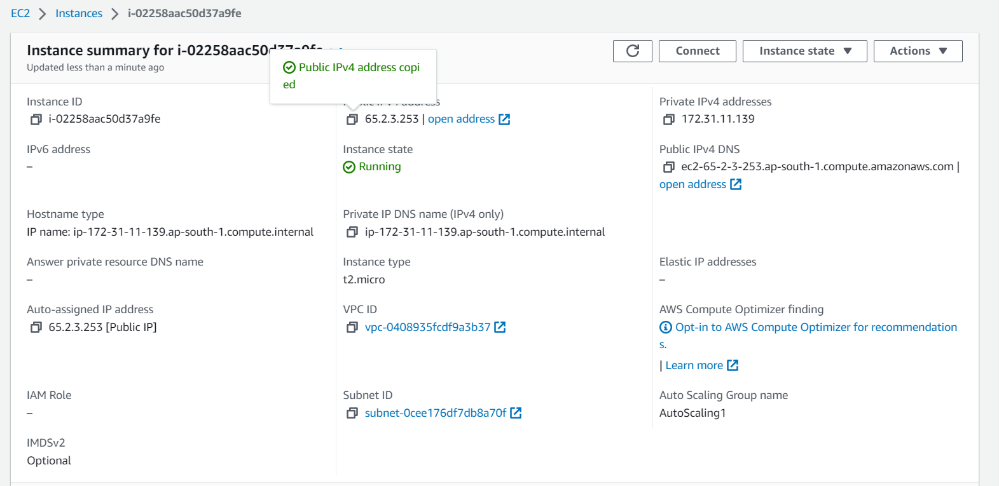 EC2 > Instances > i-02258aac50d37a9fe
Instance summary for i-02258aac50d37a9fe
Updated less than a minute ago
Connect
Instance state
Actions
Public IPv4 address copi
ed
Instance ID
i-02258aac50d37a9fe
Public IPv4 address
65.2.3.253 | open address
Private IPv4 addresses
172.31.11.139
IPv6 address
–
Instance state
Running
Public IPv4 DNS
ec2-65-2-3-253.ap-south-1.compute.amazonaws.com |
open address
Hostname type
IP name: ip-172-31-11-139.ap-south-1.compute.internal
Private IP DNS name (IPv4 only)
ip-172-31-11-139.ap-south-1.compute.internal
Answer private resource DNS name
–
Instance type
t2.micro
Elastic IP addresses
–
Auto-assigned IP address
65.2.3.253 [Public IP]
VPC ID
vpc-0408935fcdf9a3b37
AWS Compute Optimizer finding
Opt-in to AWS Compute Optimizer for recommendation
s.
| Learn more
IAM Role
–
Subnet ID
subnet-0cee176df7db8a70f
Auto Scaling Group name
AutoScaling1
IMDSv2
Optional